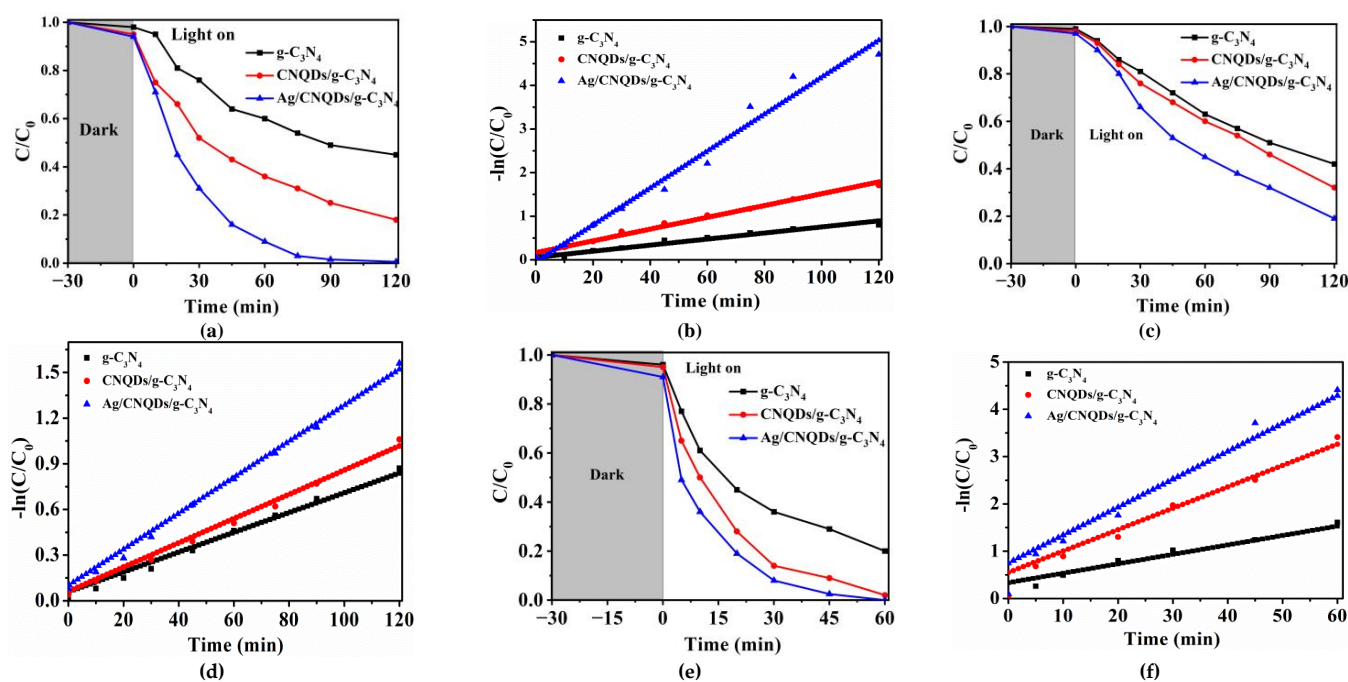 1.0
0.8
0.6
0.4
0.2
0.0
C/C₀
Dark
Light on
g-C₃N₄
CNQDs/g-C₃N₄
Ag/CNQDs/g-C₃N₄
−30 0 30 60 90 120
Time (min)
(a)
5
4
3
2
1
0
-ln(C/C₀)
g-C₃N₄
CNQDs/g-C₃N₄
Ag/CNQDs/g-C₃N₄
0 20 40 60 80 100 120
Time (min)
(b)
1.0
0.8
0.6
0.4
0.2
0.0
C/C₀
g-C₃N₄
CNQDs/g-C₃N₄
Ag/CNQDs/g-C₃N₄
Dark
Light on
−30 0 30 60 90 120
Time (min)
(c)
1.5
1.2
0.9
0.6
0.3
0.0
-ln(C/C₀)
g-C₃N₄
CNQDs/g-C₃N₄
Ag/CNQDs/g-C₃N₄
0 20 40 60 80 100 120
Time (min)
(d)
1.0
0.8
0.6
0.4
0.2
0.0
C/C₀
Light on
g-C₃N₄
CNQDs/g-C₃N₄
Ag/CNQDs/g-C₃N₄
Dark
−30 −15 0 15 30 45 60
Time (min)
(e)
5
4
3
2
1
0
-ln(C/C₀)
g-C₃N₄
CNQDs/g-C₃N₄
Ag/CNQDs/g-C₃N₄
0 10 20 30 40 50 60
Time (min)
(f)